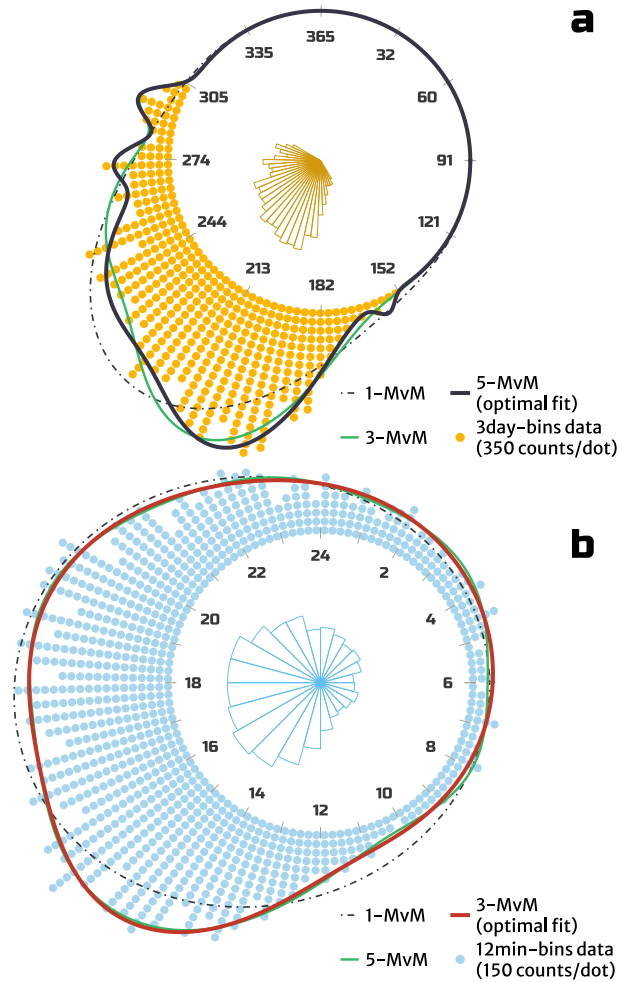 a
365
335
32
305
60
274
91
244
121
213
152
182
1-MvM
5-MvM
(optimal fit)
3-MvM
3day-bins data
(350 counts/dot)
b
24
22
2
20
4
18
6
16
8
14
10
12
1-MvM
3-MvM
(optimal fit)
5-MvM
12min-bins data
(150 counts/dot)